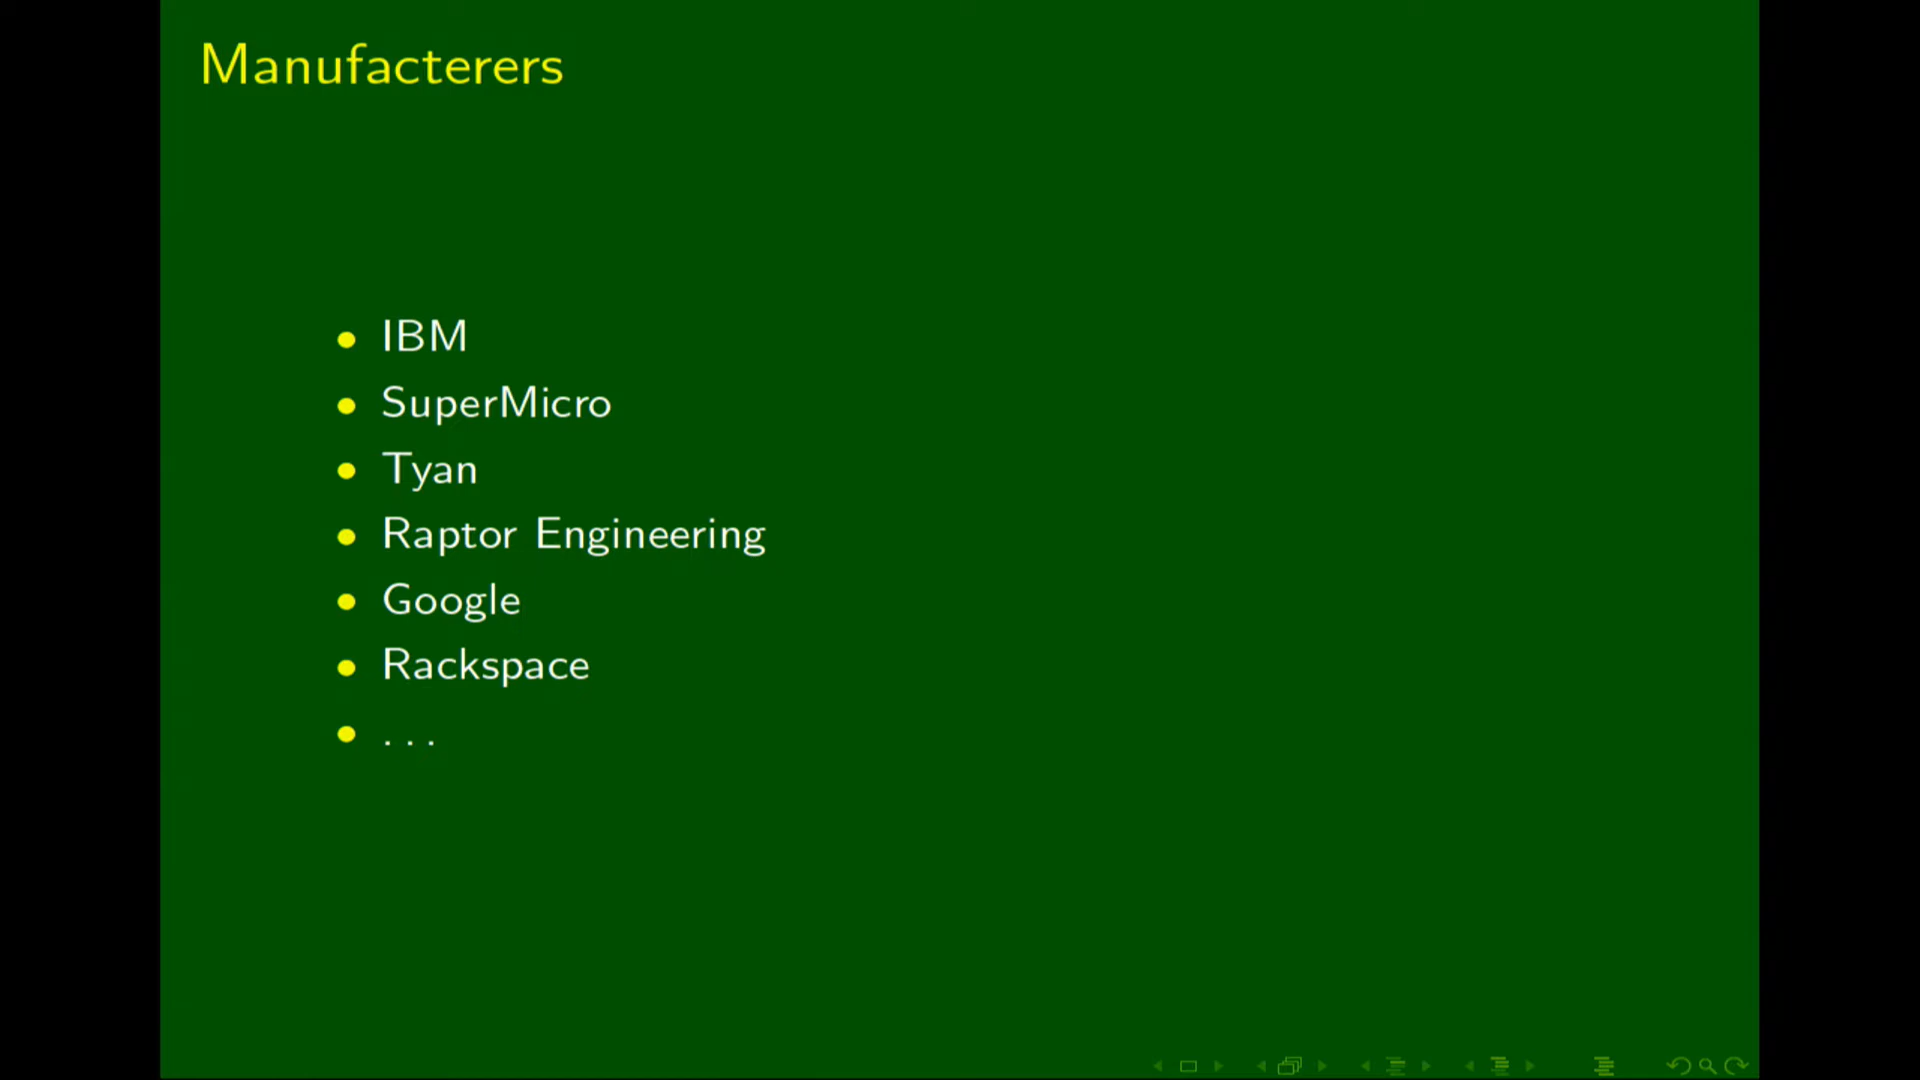 Manufacterers
IBM
SuperMicro
Tyan
Raptor Engineering
Google
Rackspace
. . .